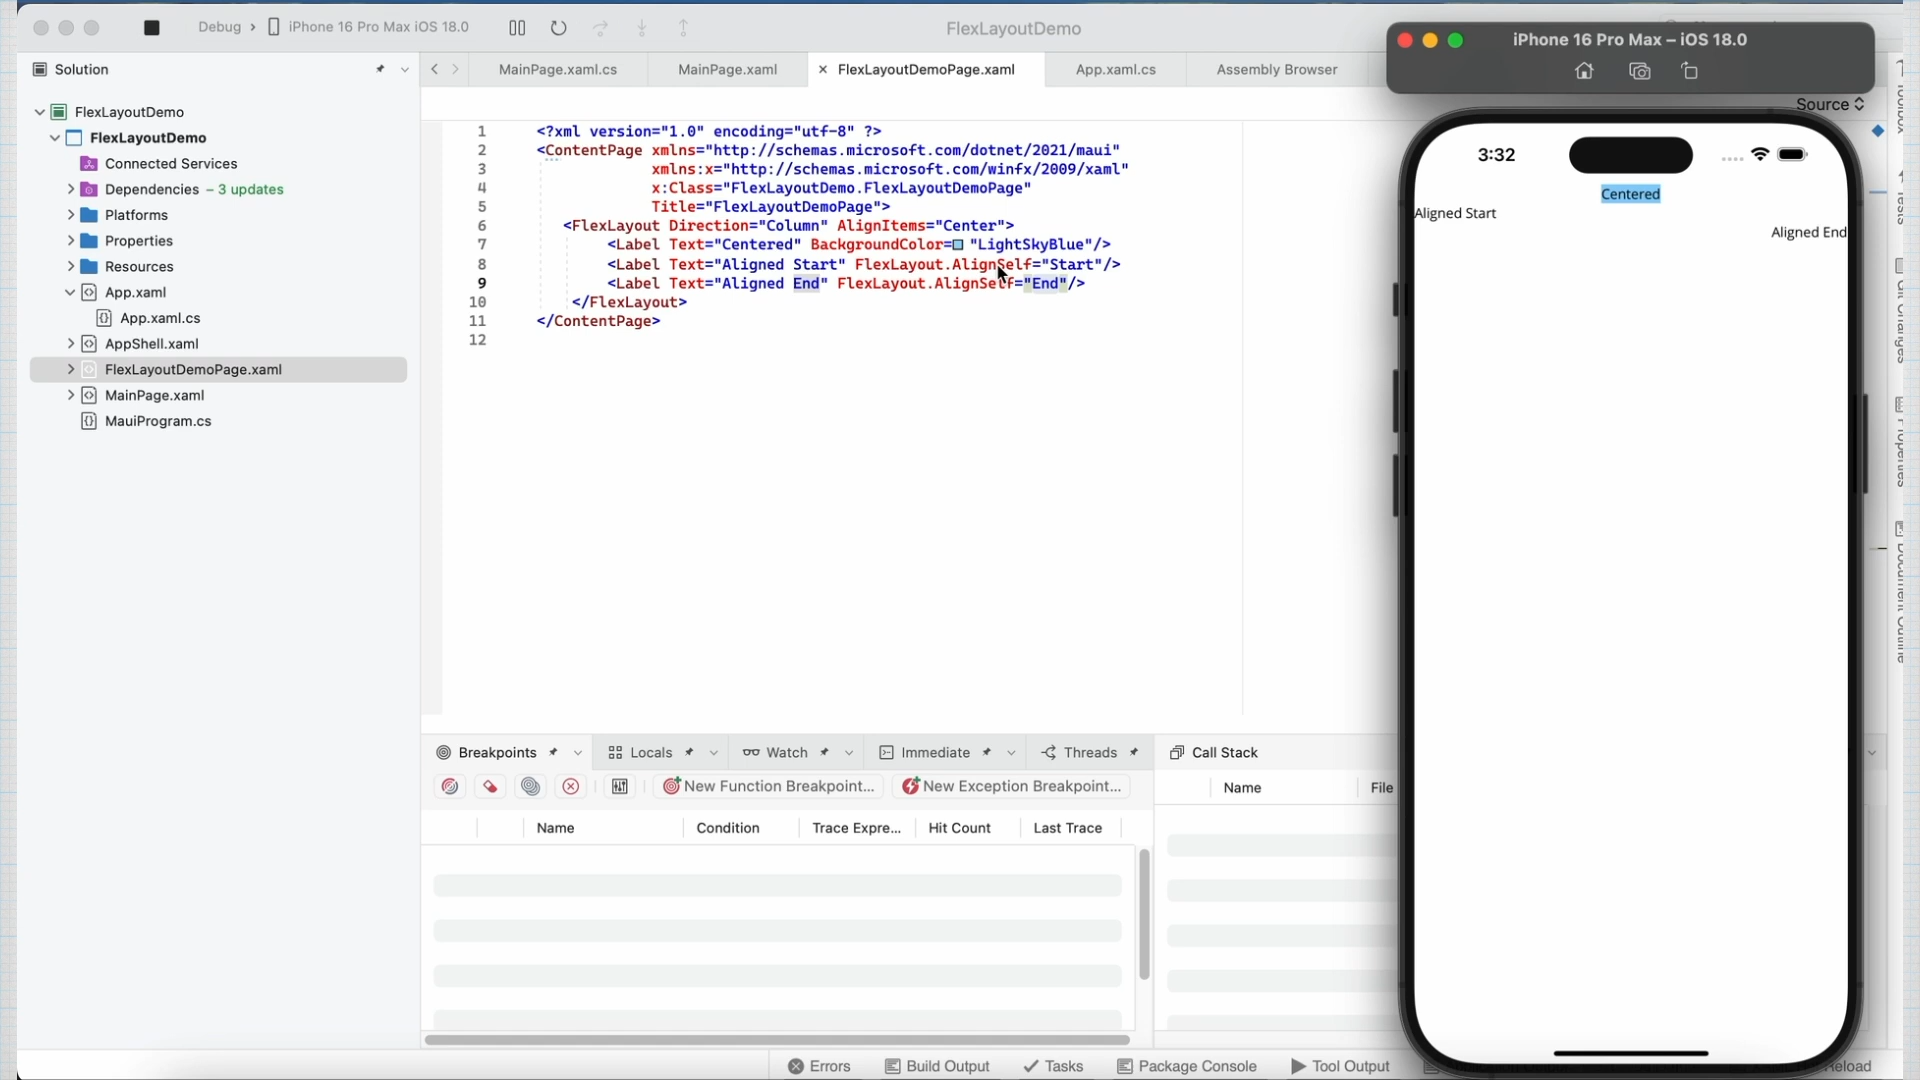 Debug > iPhone 16 Pro Max iOS 18.0
FlexLayoutDemo
Solution
FlexLayoutDemo
FlexLayoutDemo
Connected Services
Dependencies – 3 updates
Platforms
Properties
Resources
App.xaml
App.xaml.cs
AppShell.xaml
FlexLayoutDemoPage.xaml
MainPage.xaml
MauiProgram.cs
MainPage.xaml.cs
MainPage.xaml
FlexLayoutDemoPage.xaml
App.xaml.cs
Assembly Browser
Source
1 <?xml version="1.0" encoding="utf-8" ?>
2 <ContentPage xmlns="http://schemas.microsoft.com/dotnet/2021/maui"
3 xmlns:x="http://schemas.microsoft.com/winfx/2009/xaml"
4 x:Class="FlexLayoutDemo.FlexLayoutDemoPage"
5 Title="FlexLayoutDemoPage">
6 <FlexLayout Direction="Column" AlignItems="Center">
7 <Label Text="Centered" BackgroundColor="LightSkyBlue"/>
8 <Label Text="Aligned Start" FlexLayout.AlignSelf="Start"/>
9 <Label Text="Aligned End" FlexLayout.AlignSelf="End"/>
10 </FlexLayout>
11 </ContentPage>
12
Breakpoints
Locals
Watch
Immediate
Threads
New Function Breakpoint...
New Exception Breakpoint...
Name Condition Trace Expre... Hit Count Last Trace
Call Stack
Name File
Errors
Build Output
Tasks
Package Console
Tool Output
Reload
iPhone 16 Pro Max – iOS 18.0
3:32
Centered
Aligned Start
Aligned End